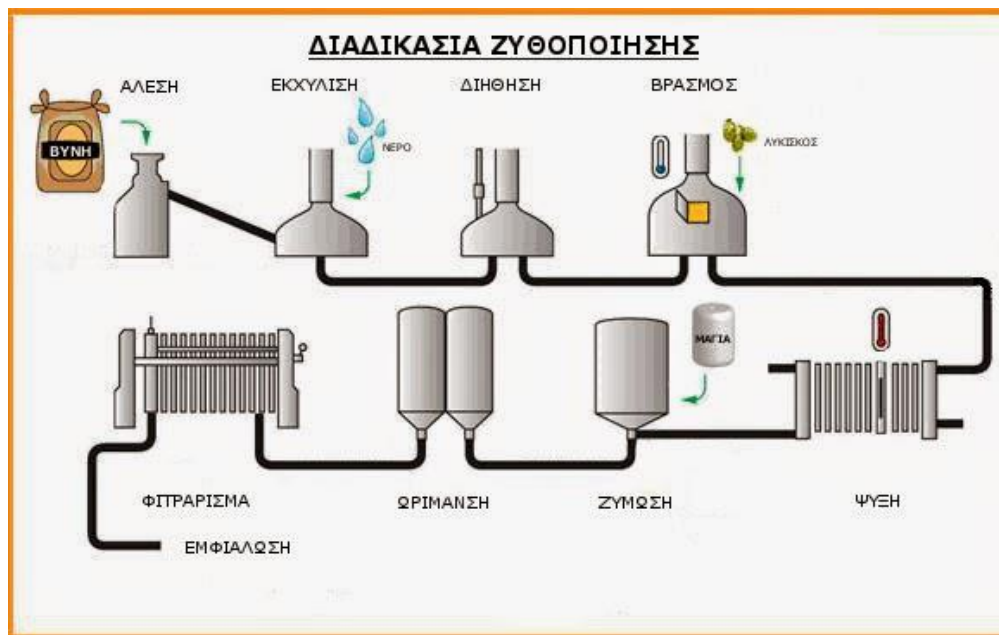 ΔΙΑΔΙΚΑΣΙΑ ΖΥΘΟΠΟΙΗΣΗΣ
ΑΛΕΣΗ ΕΚΧΥΛΙΣΗ ΔΙΗΘΗΣΗ ΒΡΑΣΜΟΣ
ΒΥΝΗ ΝΕΡΟ ΛΥΚΙΣΚΟΣ
ΜΑΓΙΑ
ΦΙΤΡΑΡΙΣΜΑ ΩΡΙΜΑΝΣΗ ΖΥΜΩΣΗ ΨΥΞΗ
ΕΜΦΙΑΛΩΣΗ